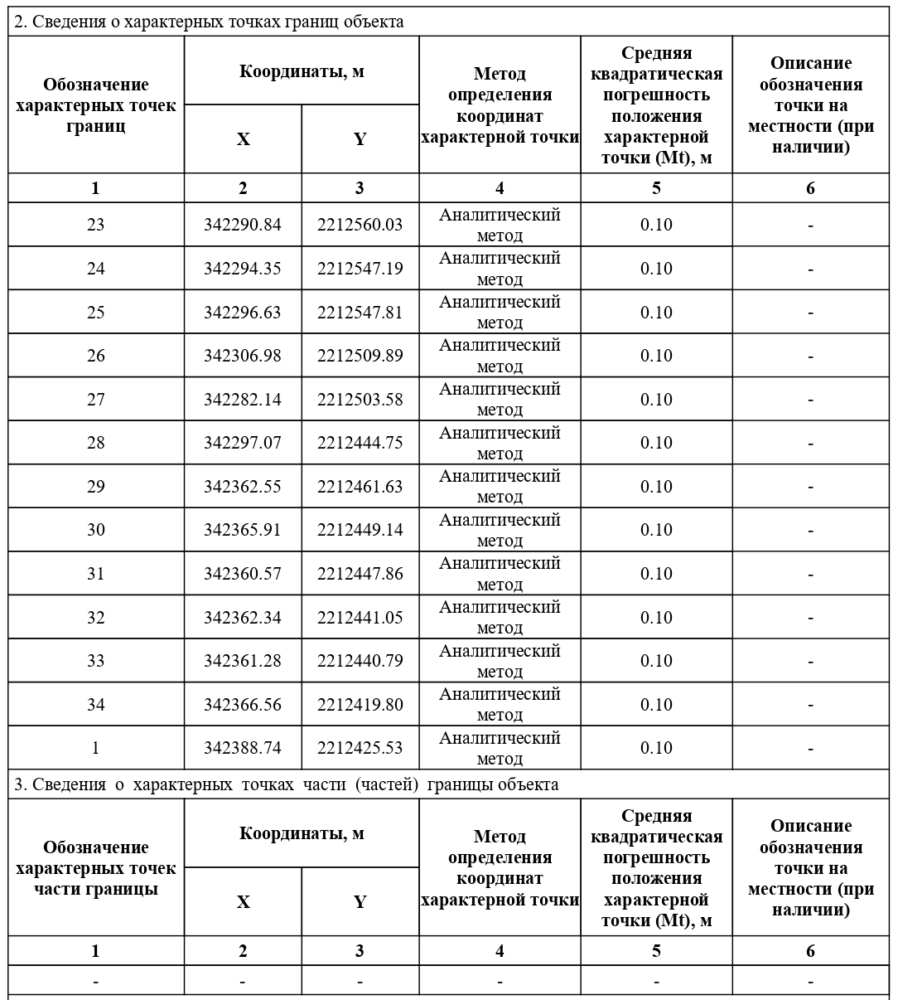 2. Сведения о характерных точках границ объекта
Обозначение характерных точек границ
Координаты, м
X
Y
Метод определения координат характерной точки
Средняя квадратическая погрешность положения характерной точки (Mt), м
Описание обозначения точки на местности (при наличии)
1 2 3 4 5 6
23 342290.84 2212560.03 Аналитический метод 0.10 -
24 342294.35 2212547.19 Аналитический метод 0.10 -
25 342296.63 2212547.81 Аналитический метод 0.10 -
26 342306.98 2212509.89 Аналитический метод 0.10 -
27 342282.14 2212503.58 Аналитический метод 0.10 -
28 342297.07 2212444.75 Аналитический метод 0.10 -
29 342362.55 2212461.63 Аналитический метод 0.10 -
30 342365.91 2212449.14 Аналитический метод 0.10 -
31 342360.57 2212447.86 Аналитический метод 0.10 -
32 342362.34 2212441.05 Аналитический метод 0.10 -
33 342361.28 2212440.79 Аналитический метод 0.10 -
34 342366.56 2212419.80 Аналитический метод 0.10 -
1 342388.74 2212425.53 Аналитический метод 0.10 -
3. Сведения о характерных точках части (частей) границы объекта
Обозначение характерных точек части границы
Координаты, м
X
Y
Метод определения координат характерной точки
Средняя квадратическая погрешность положения характерной точки (Mt), м
Описание обозначения точки на местности (при наличии)
1 2 3 4 5 6
- - - - - -